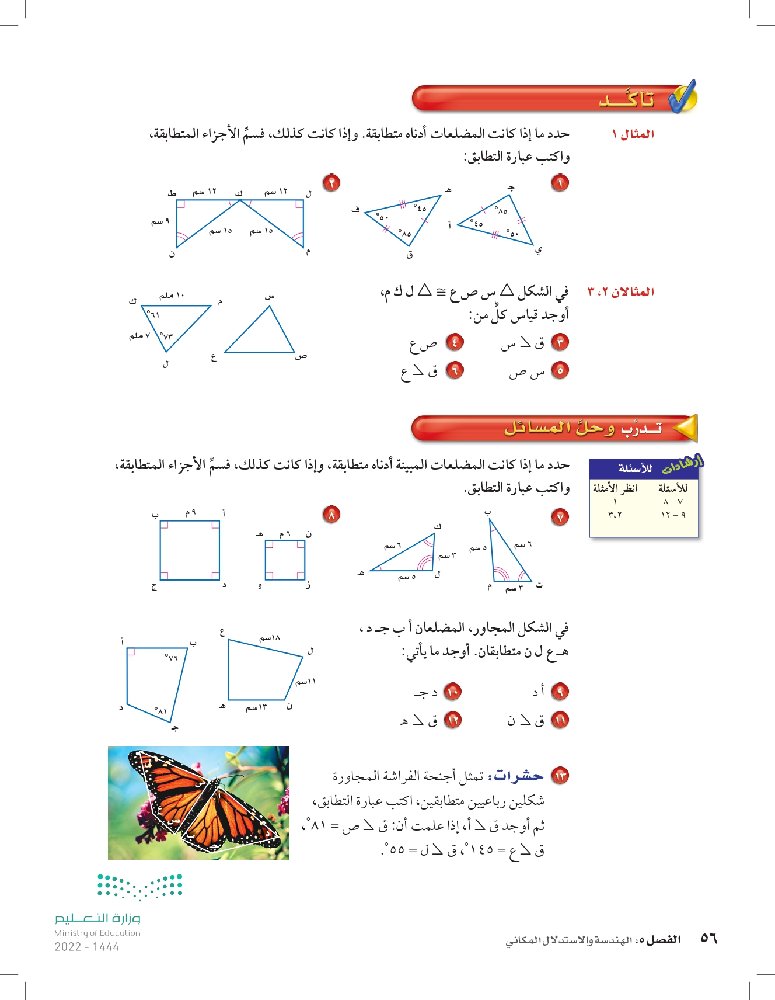 تأكَّد
المثال ١
حدد ما إذا كانت المضلعات أدناه متطابقة. وإذا كانت كذلك، فسمِّ الأجزاء المتطابقة،
واكتب عبارة التطابق:
١
جـ
أ
ي
٨٥°
٤٥°
٥٠°
هـ
ف
ق
٤٥°
٥٠°
٨٥°
٢
ل
ك
ط
١٢ سم
١٢ سم
٩ سم
١٥ سم
١٥ سم
ن
م
المثالان ٢، ٣
في الشكل △ س ص ع ≅ △ ل ك م،
أوجد قياس كلٍّ من:
٣ ق∠ س
٤ ص ع
٥ س ص
٦ ق∠ ع
س
ع
ص
ك
١٠ ملم
م
٦١°
٧ ملم
٧٣°
ل
تـدرَّب وحلَّ المسائل
إرشادات للأسئلة
للأسئلة انظر الأمثلة
٧ – ٨ ١
٩ – ١٢ ٢،٣
حدد ما إذا كانت المضلعات المبينة أدناه متطابقة، وإذا كانت كذلك، فسمِّ الأجزاء المتطابقة،
واكتب عبارة التطابق.
٧
ب
٥ سم
٦ سم
م
٣ سم
ت
ك
٦ سم
٣ سم
هـ
٥ سم
ل
٨
ن
٦ م
هـ
ز
و
أ
٩ م
ب
د
ج
في الشكل المجاور، المضلعان أ ب جـ د ،
هـ ع ل ن متطابقان. أوجد ما يأتي:
٩ أ د
١٠ د جـ
١١ ق∠ ن
١٢ ق∠ هـ
ع
١٨سم
ل
١١سم
ن
١٣سم
هـ
أ
ب
٧٦°
د
٨١°
جـ
١٣ حشرات: تمثل أجنحة الفراشة المجاورة
شكلين رباعيين متطابقين، اكتب عبارة التطابق،
ثم أوجد ق∠ أ، إذا علمت أن: ق∠ ص = ٨١°،
ق∠ ع = ١٤٥°، ق∠ ل = ٥٥°.
ل
س
ع
ص
ب
جـ
د
وزارة التعـليم
Ministry of Education
2022 - 1444
٥٦ الفصل ٥: الهندسة والاستدلال المكاني